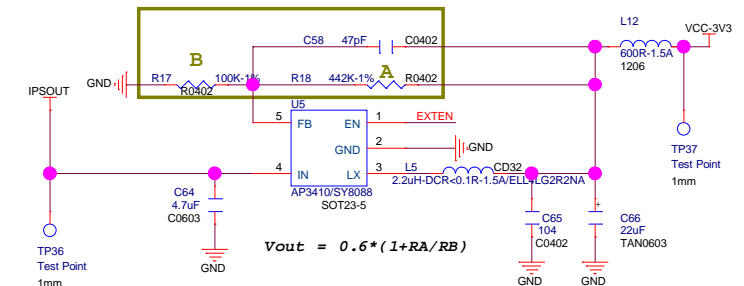 L12
VCC-3V3
C58 47pF C0402
600R-1.5A
1206
B
A
GND R17 100K-1% R18 442K-1% R0402
R0402
IPSOUT
U5
5 FB EN 1 EXTEN
GND 2 GND
4 IN LX 3 L5 CD32
2.2uH-DCR<0.1R-1.5A/ELL4LG2R2NA
AP3410/SY8088
SOT23-5
TP37
Test Point
1mm
C64
4.7uF
C0603
GND
TP36
Test Point
1mm
Vout = 0.6*(1+RA/RB)
C65
104
C0402
GND
+
C66
22uF
TAN0603
GND